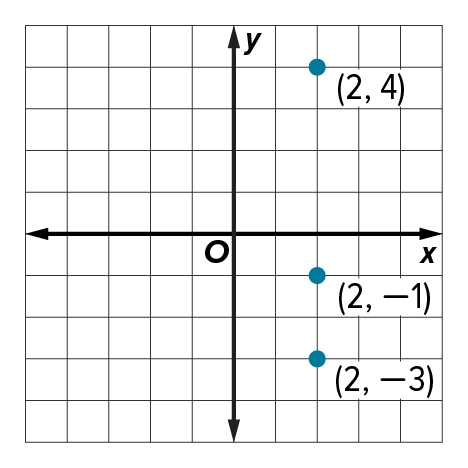 y
(2, 4)
O
x
(2, −1)
(2, −3)